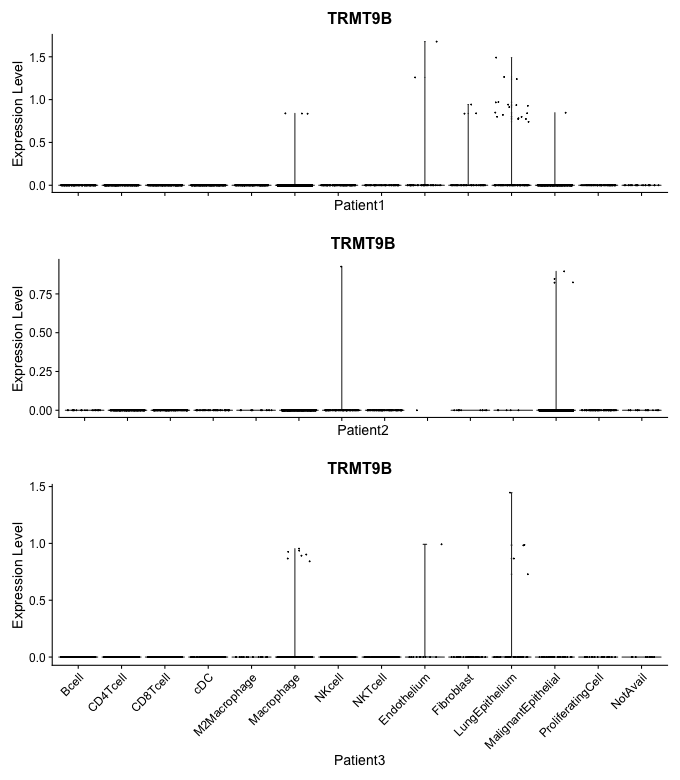 TRMT9B
Expression Level
1.5
1.0
0.5
0.0
Patient1
TRMT9B
Expression Level
0.75
0.50
0.25
0.00
Patient2
TRMT9B
Expression Level
1.5
1.0
0.5
0.0
Bcell
CD4Tcell
CD8Tcell
cDC
M2Macrophage
Macrophage
NKcell
NKTcell
Endothelium
Fibroblast
LungEpithelium
MalignantEpithelial
ProliferatingCell
NotAvail
Patient3